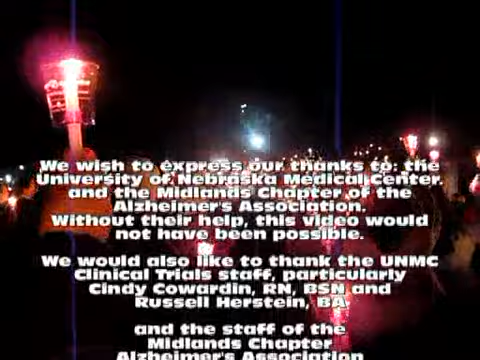 We wish to express our thanks to: the
University of Nebraska Medical Center
and the Midlands Chapter of the
Alzheimer's Association.
Without their help, this video would
not have been possible.
We would also like to thank the UNMC
Clinical Trials staff, particularly
Cindy Cowardin, RN, BSN and
Russell Herstein, BA
and the staff of the
Midlands Chapter
Alzheimer's Association